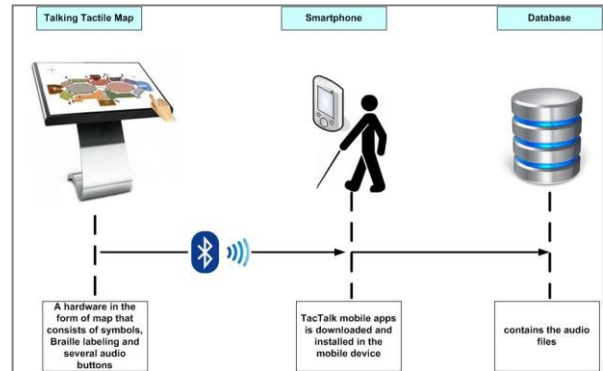 Talking Tactile Map
Smartphone
Database
A hardware in the
form of map that
consists of symbols,
Braille labeling and
several audio
buttons
TacTalk mobile apps
is downloaded and
installed in the
mobile device
contains the audio
files